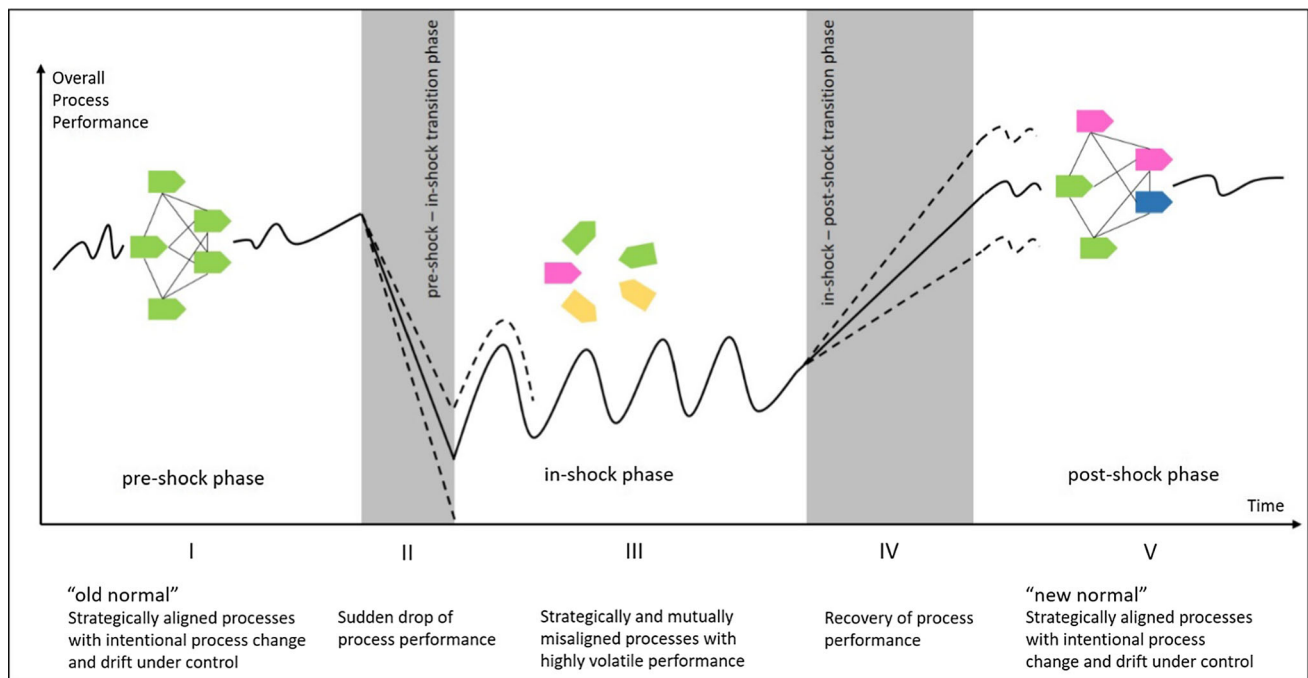 Overall
Process
Performance
pre-shock – in-shock transition phase
in-shock – post-shock transition phase
pre-shock phase
in-shock phase
post-shock phase
Time
I
II
III
IV
V
“old normal”
Strategically aligned processes
with intentional process change
and drift under control
Sudden drop of
process performance
Strategically and mutually
misaligned processes with
highly volatile performance
Recovery of process
performance
“new normal”
Strategically aligned processes
with intentional process
change and drift under control